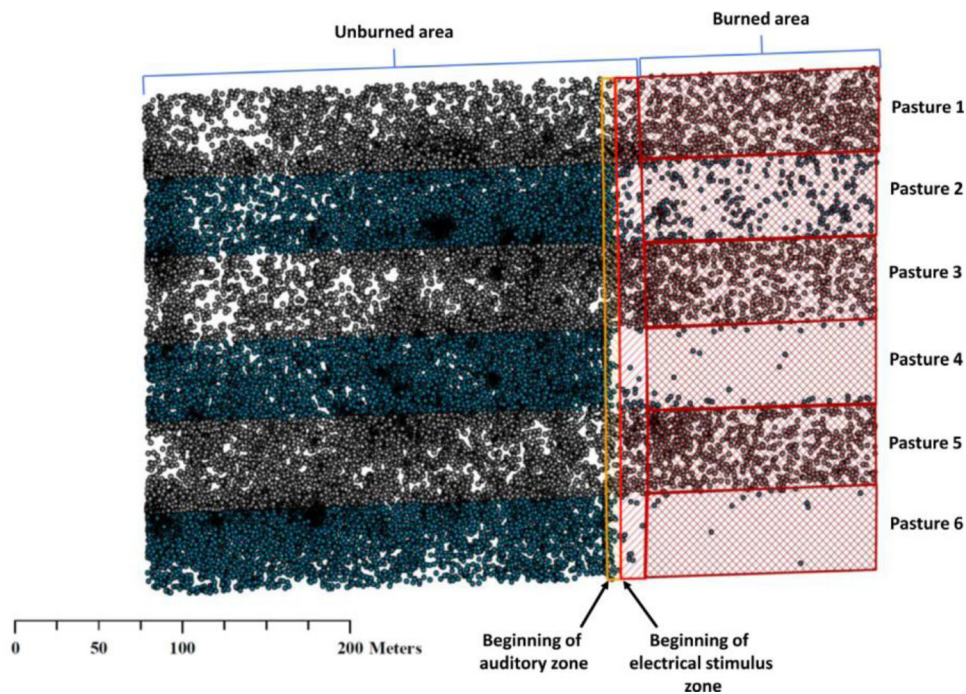 Unburned area
Burned area
Pasture 1
Pasture 2
Pasture 3
Pasture 4
Pasture 5
Pasture 6
0 50 100 200 Meters
Beginning of
auditory zone
Beginning of
electrical stimulus
zone